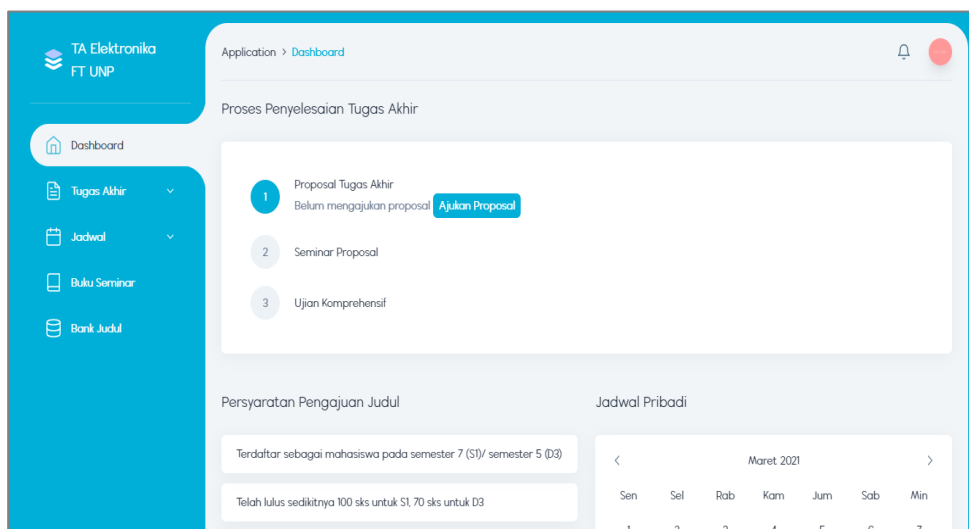 TA Elektronika
FT UNP
Application > Dashboard
Dashboard
Tugas Akhir
Jadwal
Buku Seminar
Bank Judul
Proses Penyelesaian Tugas Akhir
1
Proposal Tugas Akhir
Belum mengajukan proposal Ajukan Proposal
2 Seminar Proposal
3 Ujian Komprehensif
Persyaratan Pengajuan Judul
Terdaftar sebagai mahasiswa pada semester 7 (S1)/ semester 5 (D3)
Telah lulus sedikitnya 100 sks untuk S1, 70 sks untuk D3
Jadwal Pribadi
< Maret 2021 >
Sen Sel Rab Kam Jum Sab Min